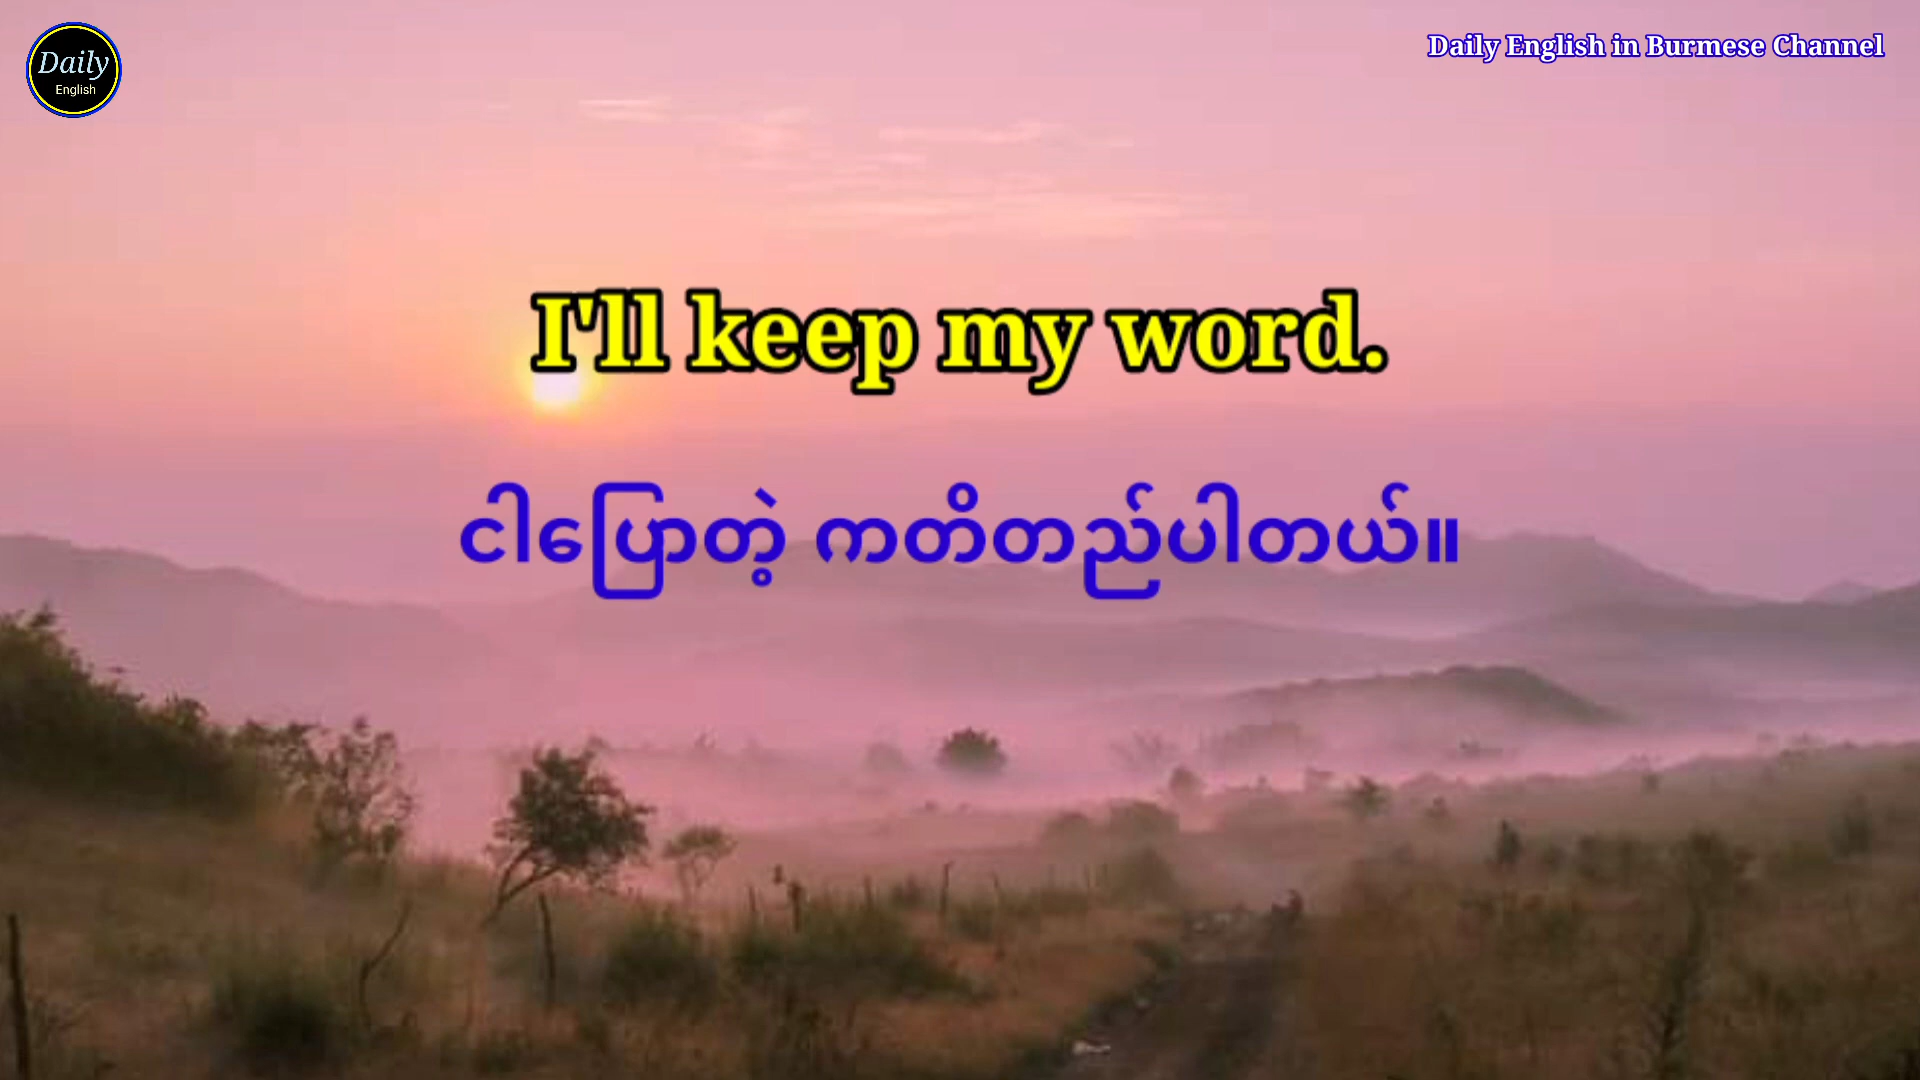 Daily
English
Daily English in Burmese Channel
I'll keep my word.
ငါပြောတဲ့ ကတိတည်ပါတယ်။